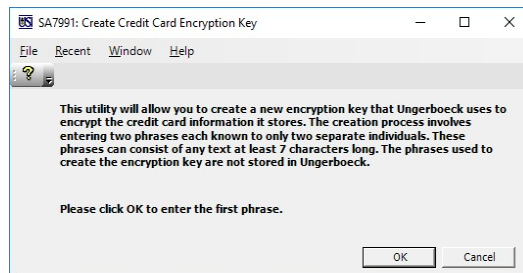 SA7991: Create Credit Card Encryption Key
File Recent Window Help
This utility will allow you to create a new encryption key that Ungerboeck uses to
encrypt the credit card information it stores. The creation process involves
entering two phrases each known to only two separate individuals. These
phrases can consist of any text at least 7 characters long. The phrases used to
create the encryption key are not stored in Ungerboeck.
Please click OK to enter the first phrase.
OK Cancel